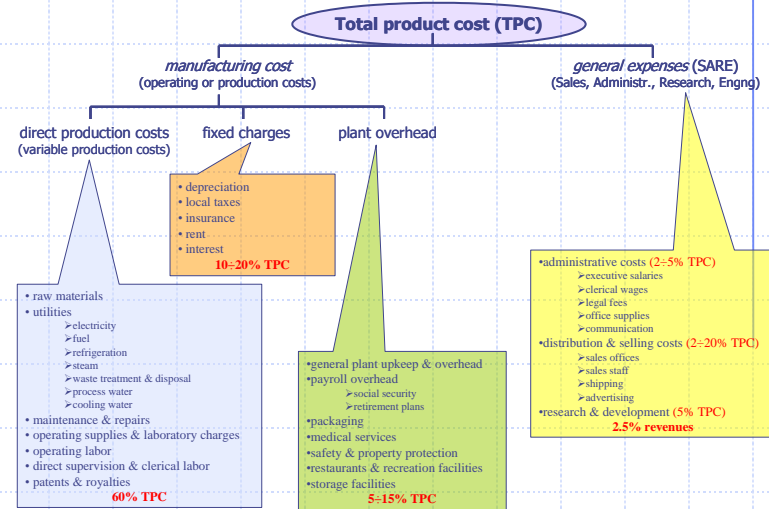 Total product cost (TPC)
manufacturing cost
(operating or production costs)
general expenses (SARE)
(Sales, Administr., Research, Engng)
direct production costs
(variable production costs)
fixed charges
plant overhead
• depreciation
• local taxes
• insurance
• rent
• interest
10÷20% TPC
• raw materials
• utilities
➢electricity
➢fuel
➢refrigeration
➢steam
➢waste treatment & disposal
➢process water
➢cooling water
• maintenance & repairs
• operating supplies & laboratory charges
• operating labor
• direct supervision & clerical labor
• patents & royalties
60% TPC
•general plant upkeep & overhead
•payroll overhead
➢social security
➢retirement plans
•packaging
•medical services
•safety & property protection
•restaurants & recreation facilities
•storage facilities
5÷15% TPC
•administrative costs (2÷5% TPC)
➢executive salaries
➢clerical wages
➢legal fees
➢office supplies
➢communication
•distribution & selling costs (2÷20% TPC)
➢sales offices
➢sales staff
➢shipping
➢advertising
•research & development (5% TPC)
2.5% revenues